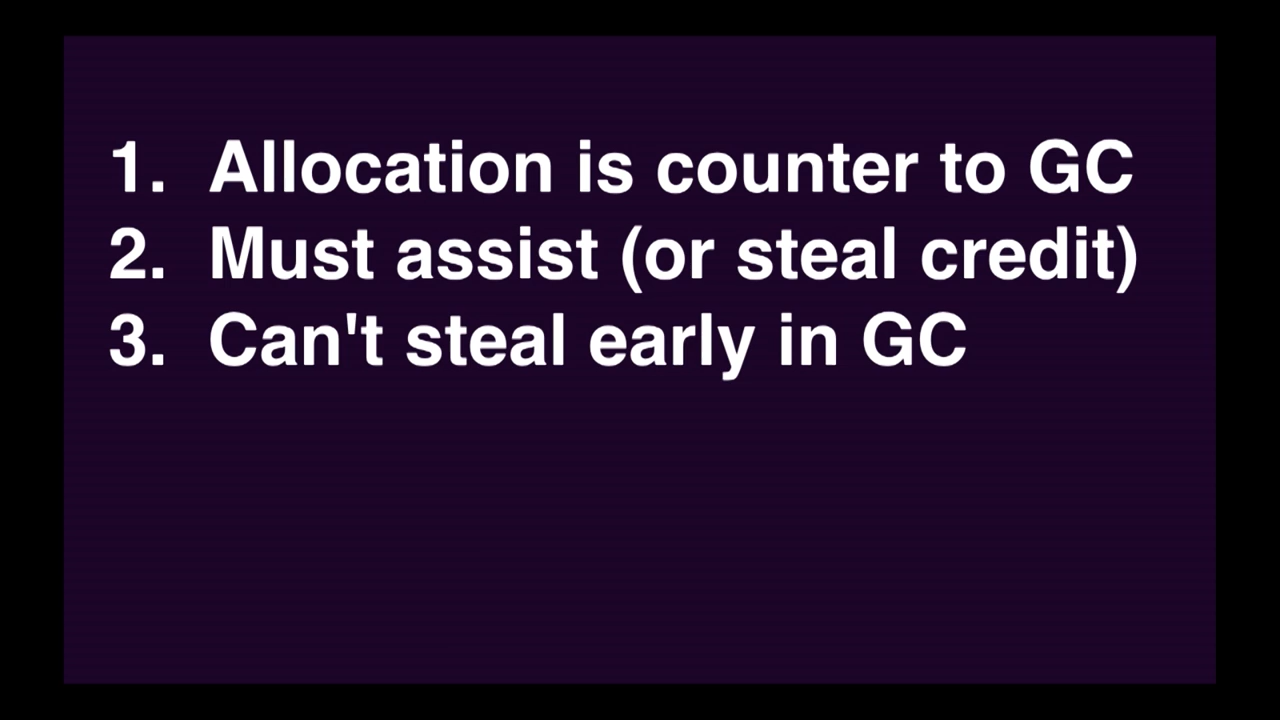 1. Allocation is counter to GC
2. Must assist (or steal credit)
3. Can't steal early in GC